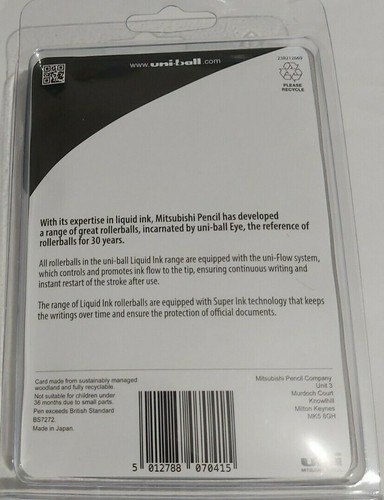 www.uni-ball.com
238212669
PLEASE
RECYCLE
With its expertise in liquid ink, Mitsubishi Pencil has developed
a range of great rollerballs, incarnated by uni-ball Eye, the reference of
rollerballs for 30 years.
All rollerballs in the uni-ball Liquid Ink range are equipped with the uni-Flow system,
which controls and promotes ink flow to the tip, ensuring continuous writing and
instant restart of the stroke after use.
The range of Liquid Ink rollerballs are equipped with Super Ink technology that keeps
the writings over time and ensure the protection of official documents.
Card made from sustainably managed
woodland and fully recyclable.
Not suitable for children under
36 months due to small parts.
Pen exceeds British Standard
BS7272.
Made in Japan.
Mitsubishi Pencil Company
Unit 3
Murdoch Court
Knowlhill
Milton Keynes
MK5 8GH
5 012788 070415
uni